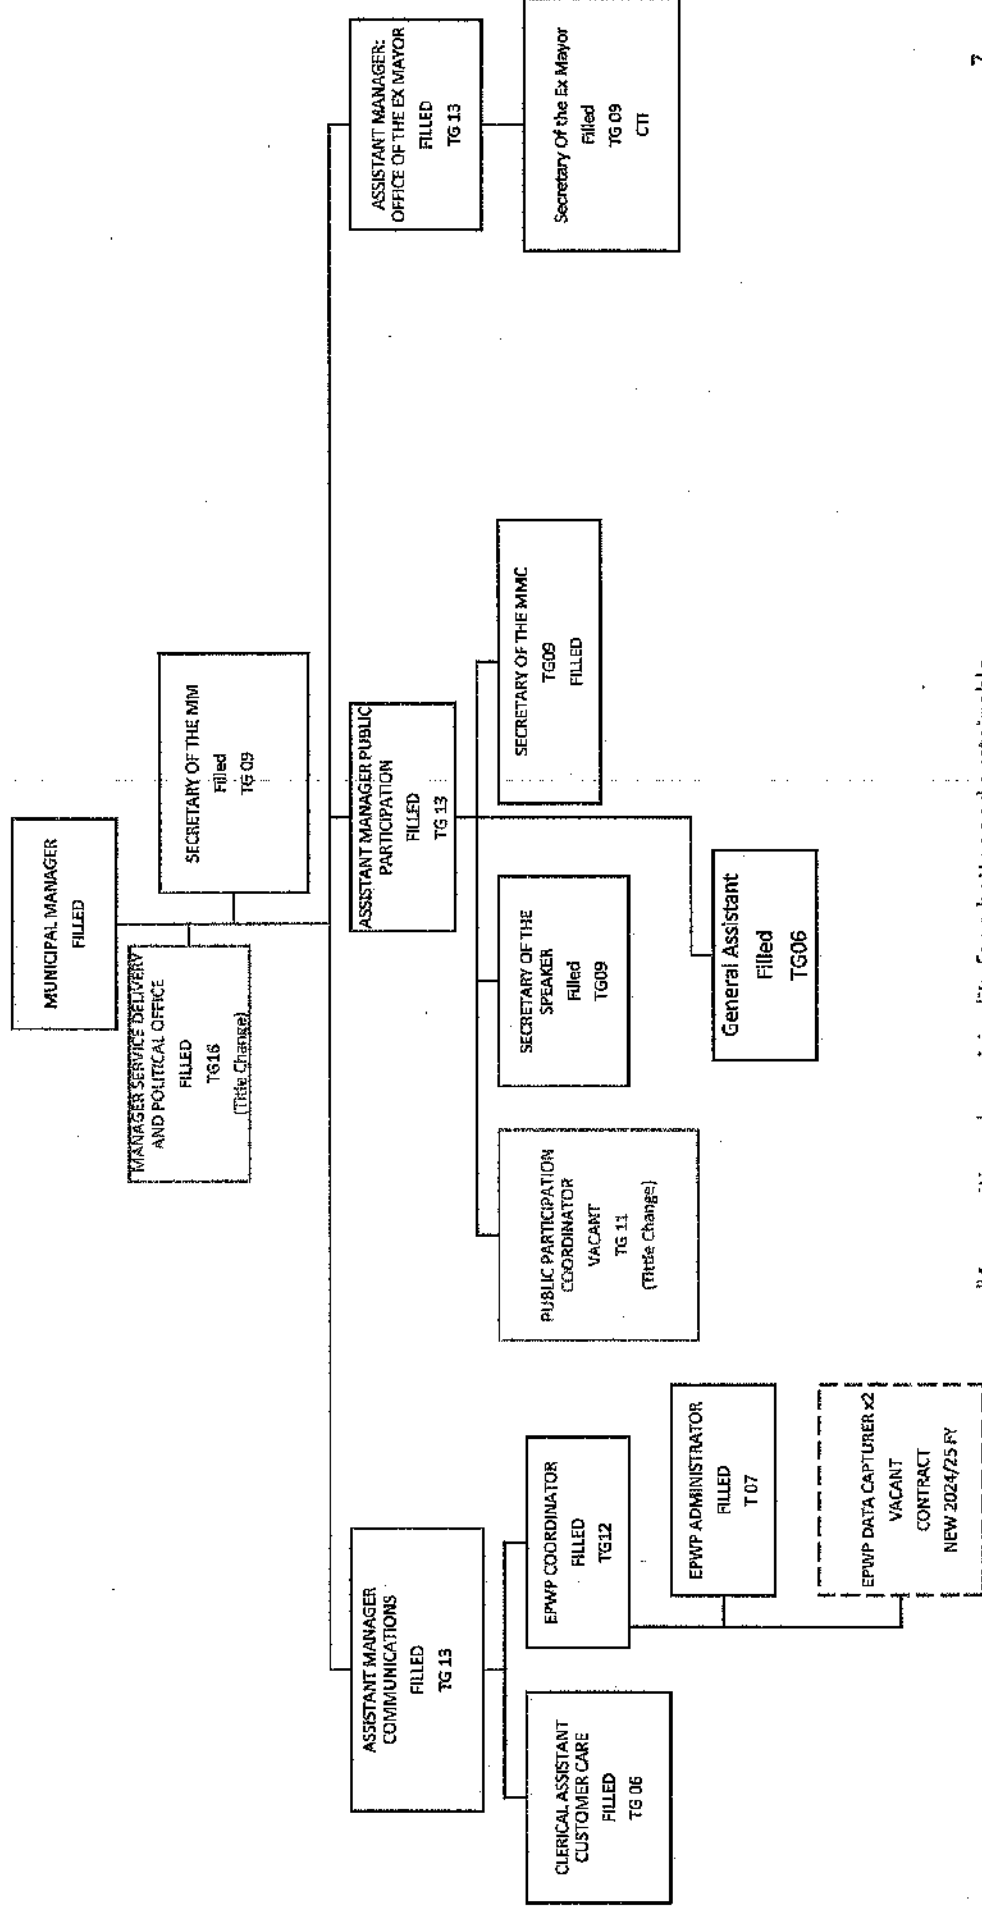 MUNICIPAL MANAGER
FILLED
MANAGER SERVICE DELIVERY
AND POLITICAL OFFICE
FILLED
TG16
(Title Change)
SECRETARY OF THE MM
Filled
TG 09
ASSISTANT MANAGER
COMMUNICATIONS
FILLED
TG 13
ASSISTANT MANAGER PUBLIC
PARTICIPATION
FILLED
TG 13
ASSISTANT MANAGER:
OFFICE OF THE EX MAYOR
FILLED
TG 13
CLERICAL ASSISTANT
CUSTOMER CARE
FILLED
TG 06
EPWP COORDINATOR
FILLED
TG12
PUBLIC PARTICIPATION
COORDINATOR
VACANT
TG 11
(Tittle Change)
SECRETARY OF THE
SPEAKER
Filled
TG09
SECRETARY OF THE MMC
TG09
FILLED
Secretary Of the Ex Mayor
Filled
TG 09
CTF
EPWP ADMINISTRATOR
FILLED
T 07
General Assistant
Filled
TG06
EPWP DATA CAPTURER x2
VACANT
CONTRACT
NEW 2024/25 FY
7